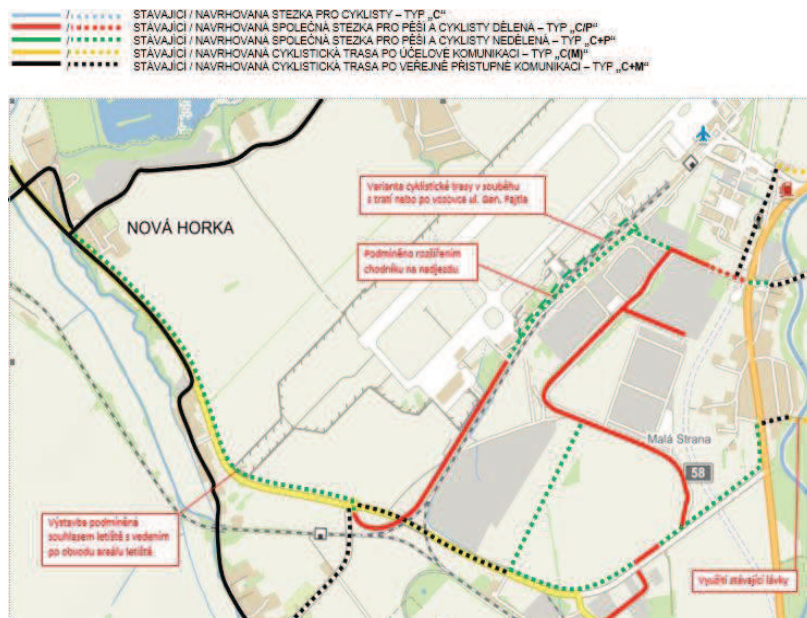 STÁVAJÍCÍ / NAVRHOVANÁ STEZKA PRO CYKLISTY – TYP „C“
STÁVAJÍCÍ / NAVRHOVANÁ SPOLEČNÁ STEZKA PRO PĚŠÍ A CYKLISTY DĚLENÁ – TYP „C/P“
STÁVAJÍCÍ / NAVRHOVANÁ SPOLEČNÁ STEZKA PRO PĚŠÍ A CYKLISTY NEDĚLENÁ – TYP „C+P“
STÁVAJÍCÍ / NAVRHOVANÁ CYKLISTICKÁ TRASA PO ÚČELOVÉ KOMUNIKACI – TYP „C(M)“
STÁVAJÍCÍ / NAVRHOVANÁ CYKLISTICKÁ TRASA PO VEŘEJNĚ PŘÍSTUPNÉ KOMUNIKACI – TYP „C+M“
Varianta cyklistické trasy v souběhu
s tratí nebo po vozovce ul. Gen. Fajtla
NOVÁ HORKA
Podmíněno rozšířením
chodníku na nadjezdu
Malá Strana
58
Výstavba podmíněná
souhlasem letiště s vedením
po obvodu areálu letiště
Využití stávající lávky